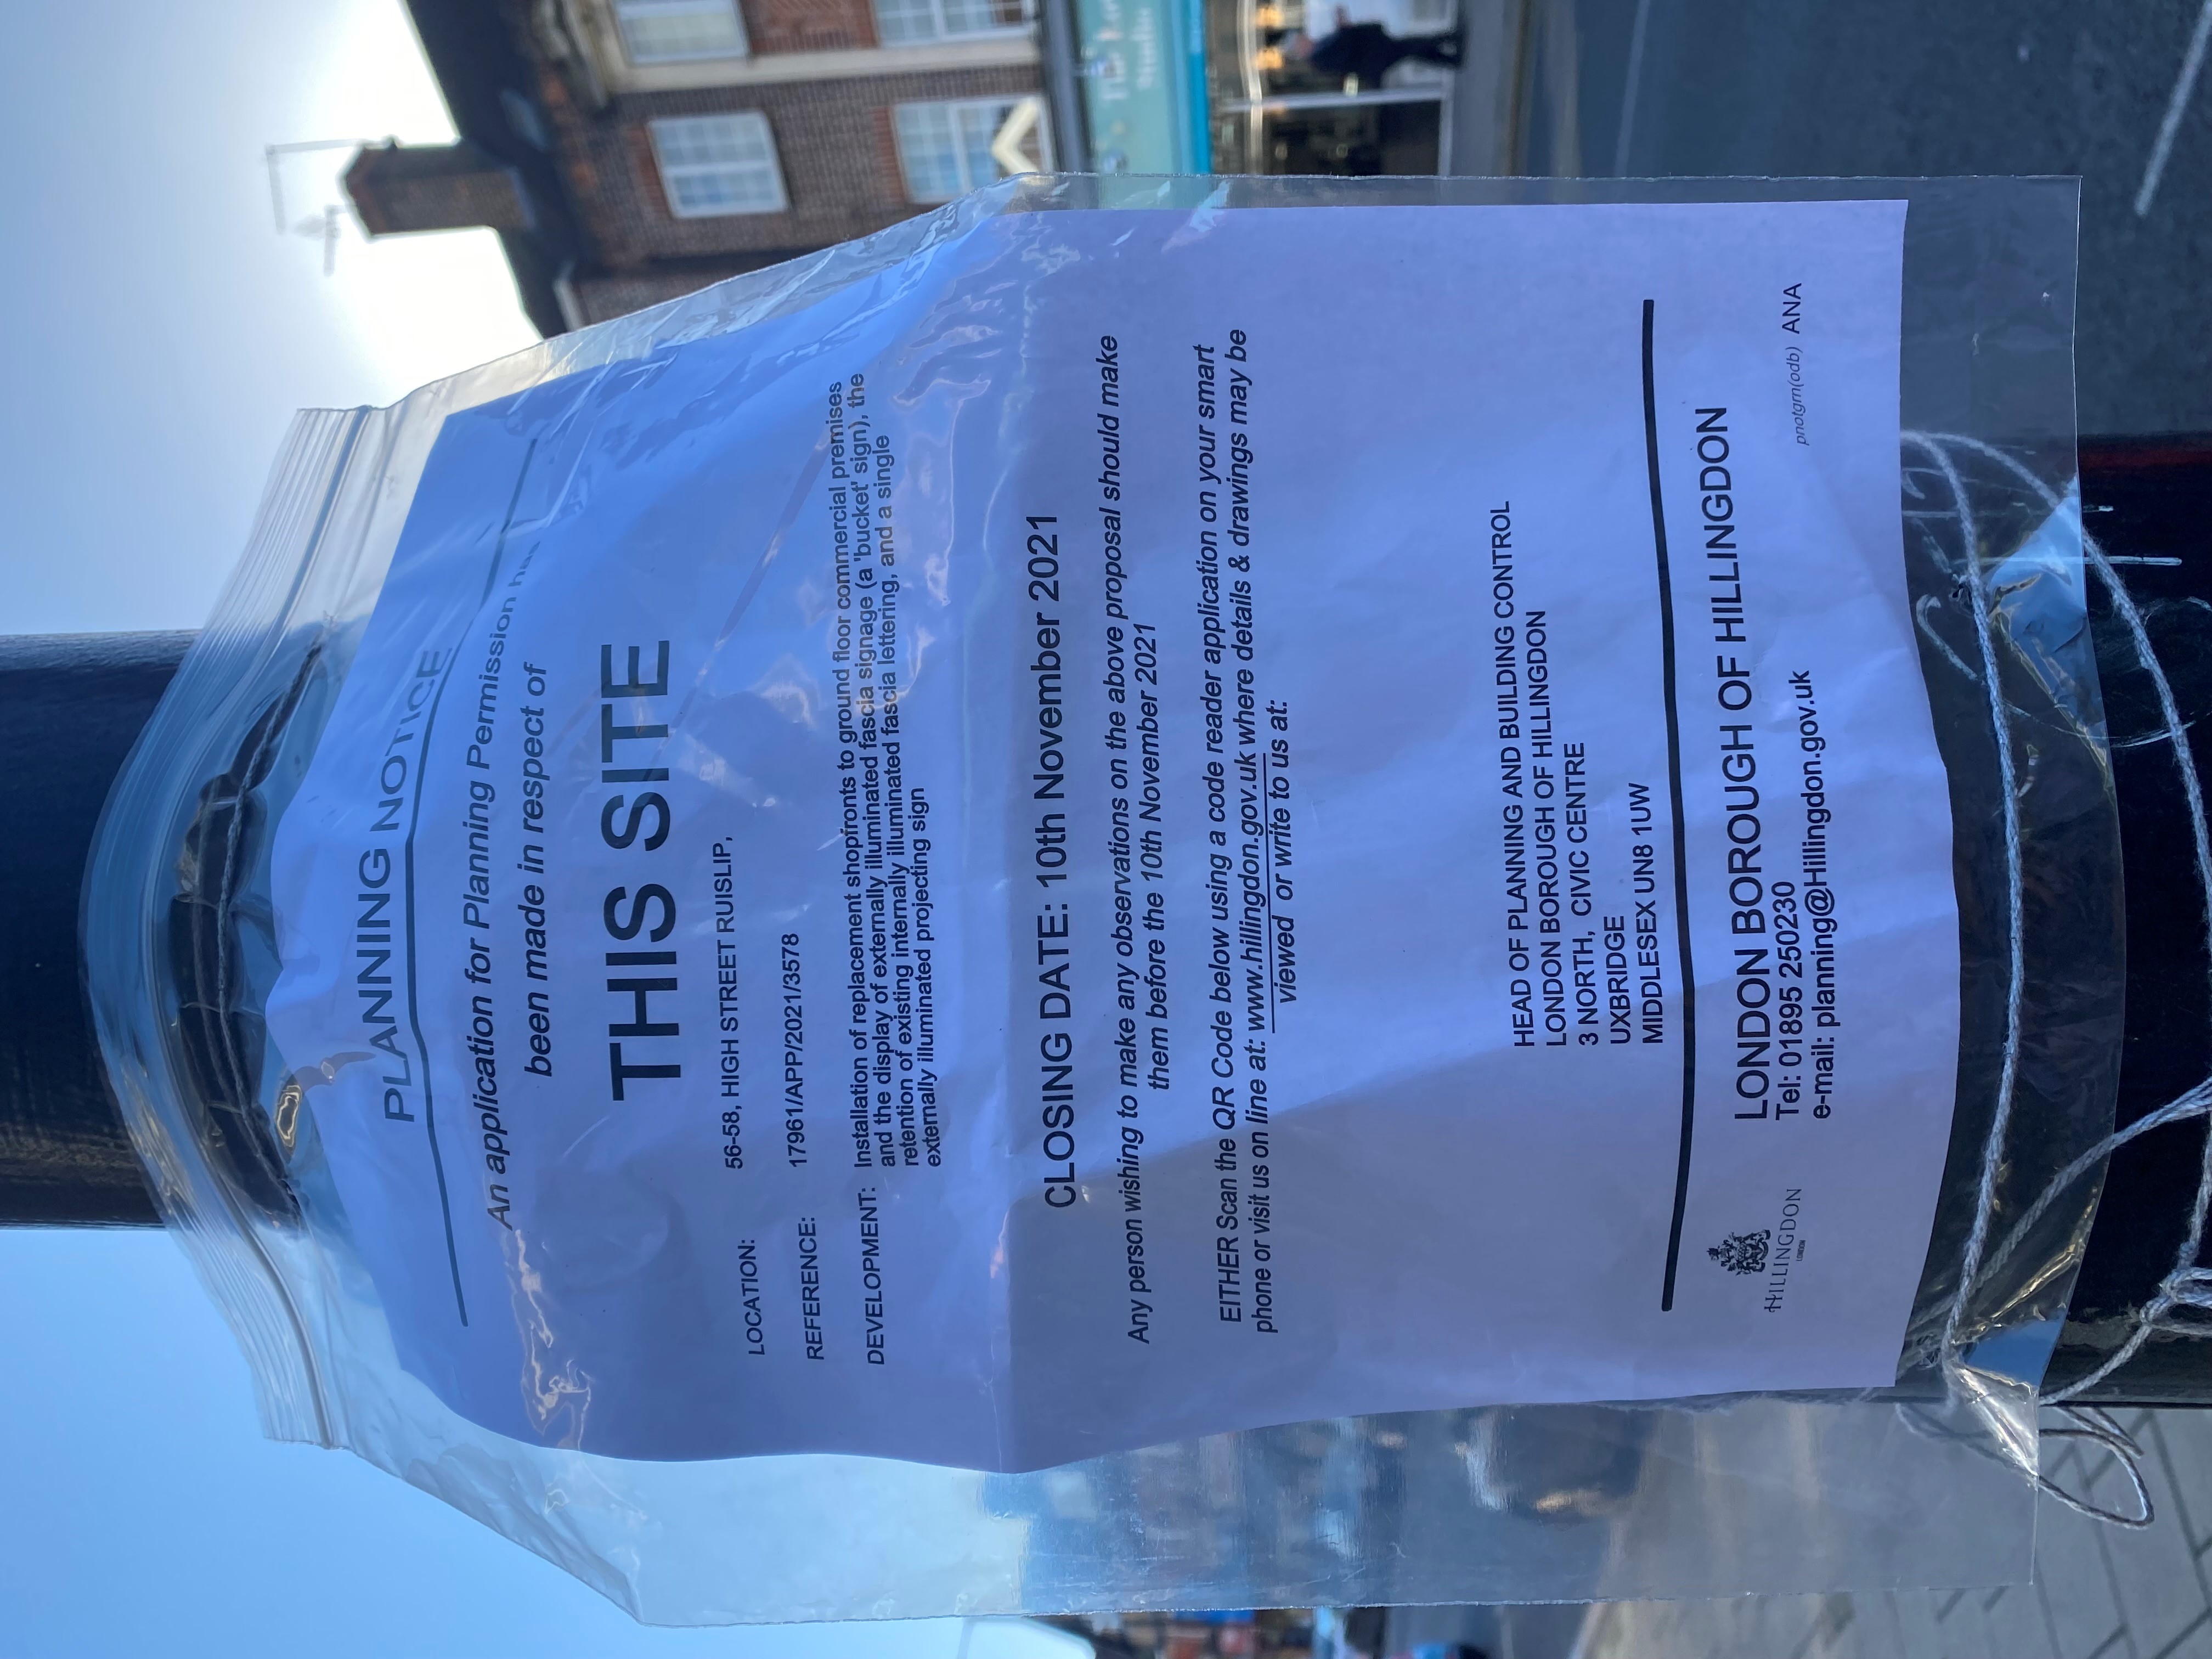 PLANNING NOTICE
An application for Planning Permission has
been made in respect of
THIS SITE
LOCATION: 56-58, HIGH STREET RUISLIP,
REFERENCE: 17961/APP/2021/3578
DEVELOPMENT: Installation of replacement shopfronts to ground floor commercial premises
and the display of externally illuminated fascia signage (a 'bucket' sign), the
retention of existing internally illuminated fascia lettering, and a single
externally illuminated projecting sign
CLOSING DATE: 10th November 2021
Any person wishing to make any observations on the above proposal should make
them before the 10th November 2021
EITHER Scan the QR Code below using a code reader application on your smart
phone or visit us on line at: www.hillingdon.gov.uk where details & drawings may be
viewed or write to us at:
HEAD OF PLANNING AND BUILDING CONTROL
LONDON BOROUGH OF HILLINGDON
3 NORTH, CIVIC CENTRE
UXBRIDGE
MIDDLESEX UN8 1UW
LONDON BOROUGH OF HILLINGDON
Tel: 01895 250230
e-mail: planning@Hillingdon.gov.uk
HILLINGDON
LONDON
pnotgrn(odb) ANA